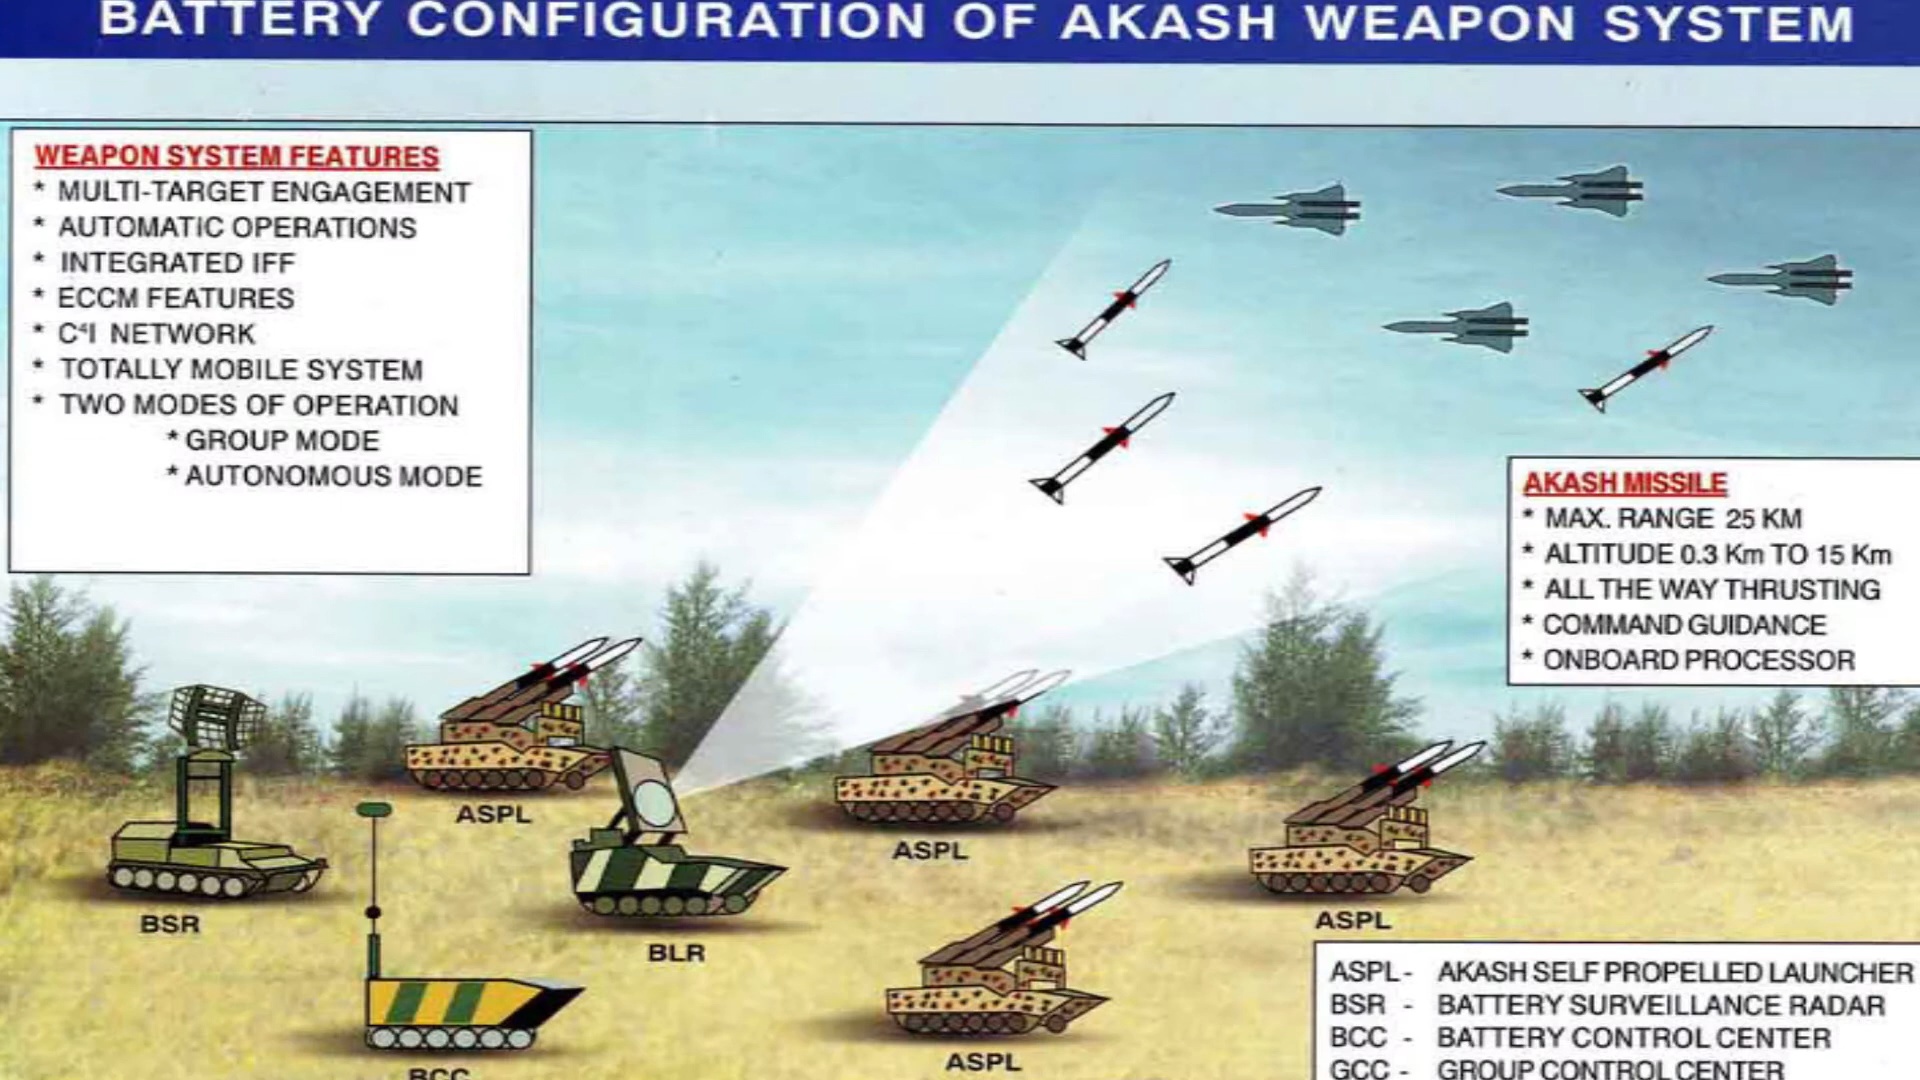 BATTERY CONFIGURATION OF AKASH WEAPON SYSTEM
WEAPON SYSTEM FEATURES
* MULTI-TARGET ENGAGEMENT
* AUTOMATIC OPERATIONS
* INTEGRATED IFF
* ECCM FEATURES
* C⁴I NETWORK
* TOTALLY MOBILE SYSTEM
* TWO MODES OF OPERATION
* GROUP MODE
* AUTONOMOUS MODE
AKASH MISSILE
* MAX. RANGE 25 KM
* ALTITUDE 0.3 Km TO 15 Km
* ALL THE WAY THRUSTING
* COMMAND GUIDANCE
* ONBOARD PROCESSOR
ASPL
ASPL
ASPL
BSR
BLR
ASPL
BCC
ASPL - AKASH SELF PROPELLED LAUNCHER
BSR - BATTERY SURVEILLANCE RADAR
BCC - BATTERY CONTROL CENTER
GCC - GROUP CONTROL CENTER